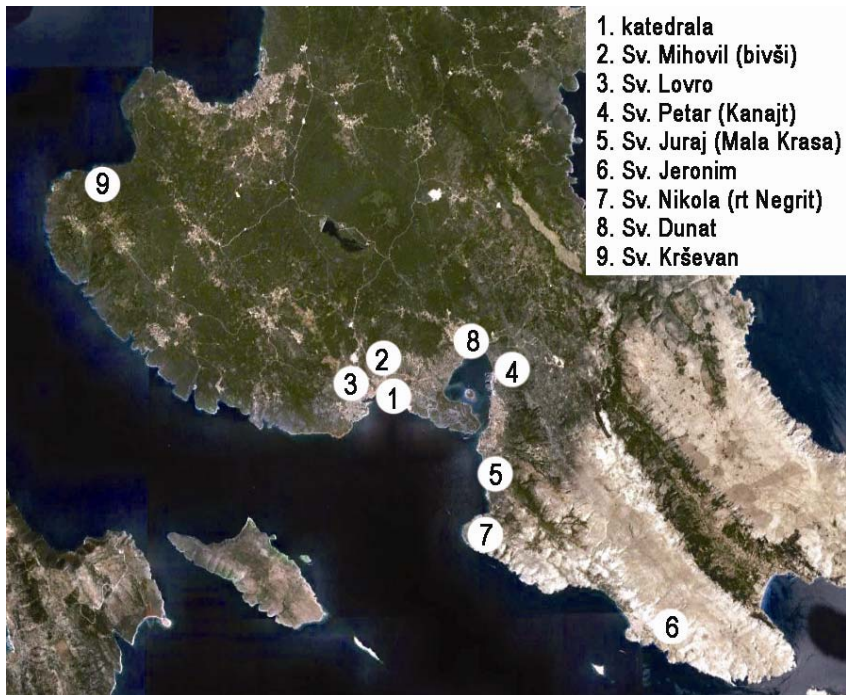 1. katedrala
2. Sv. Mihovil (bivši)
3. Sv. Lovro
4. Sv. Petar (Kanajt)
5. Sv. Juraj (Mala Krasa)
6. Sv. Jeronim
7. Sv. Nikola (rt Negrit)
8. Sv. Dunat
9. Sv. Krševan
9
8
2
4
3
1
5
7
6